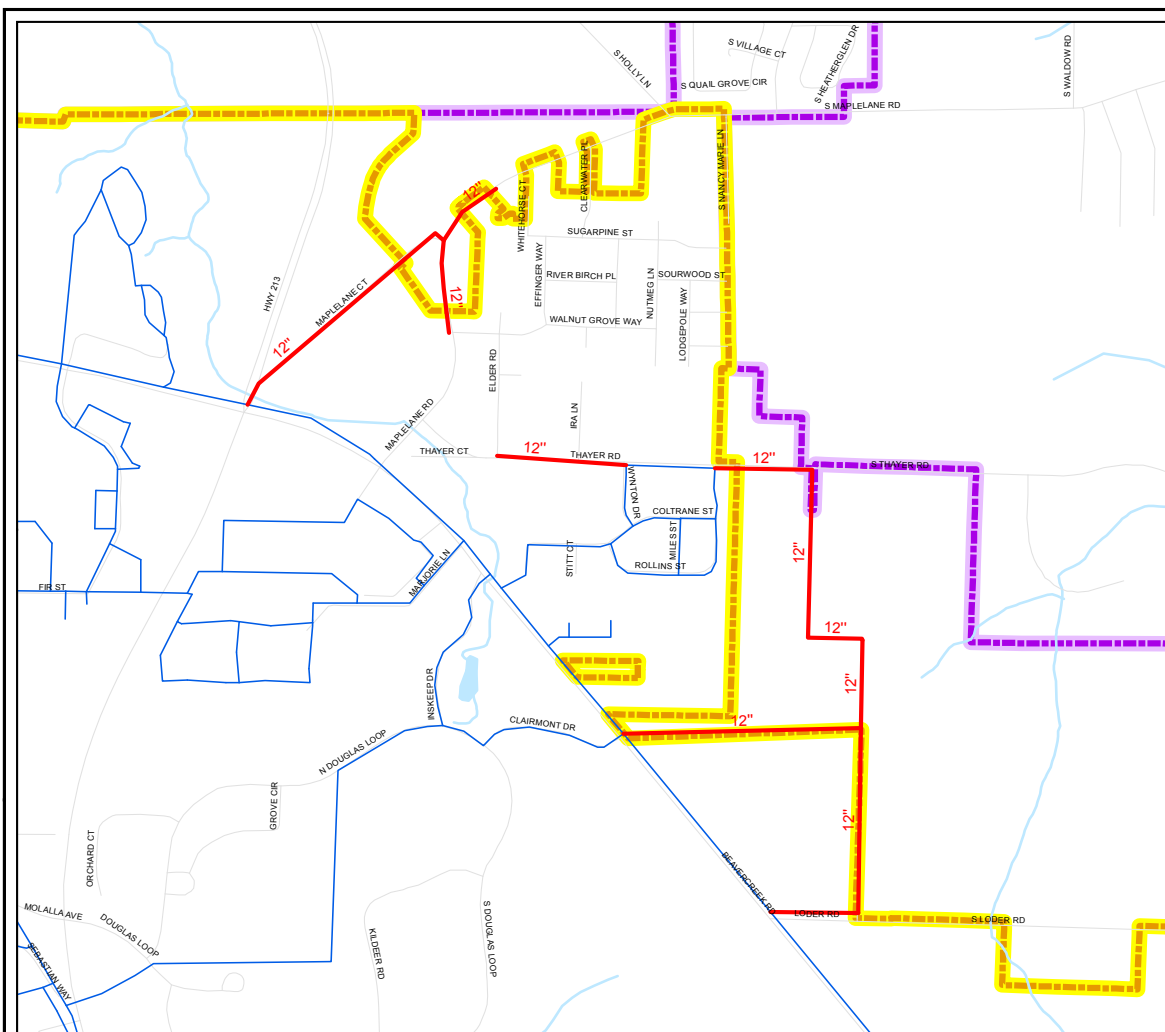 S VILLAGE CT
S HEATHERGLEN DR
S WALDOW RD
S HOLLY LN
S QUAIL GROVE CIR
S MAPLELANE RD
S NANCY MARIE LN
CLEARWATER PL
12"
WHITEHORSE CT
SUGARPINE ST
HWY 213
MAPLELANE CT
EFFINGER WAY
RIVER BIRCH PL
NUTMEG LN
SOURWOOD ST
12"
LODGEPOLE WAY
WALNUT GROVE WAY
12"
ELDER RD
IRA LN
MAPLELANE RD
THAYER CT
12"
THAYER RD
12"
S THAYER RD
WYNTON DR
COLTRANE ST
MILES ST
12"
STITT CT
ROLLINS ST
MARJORIE LN
FIR ST
12"
12"
INSKEEP DR
CLAIRMONT DR
12"
N DOUGLAS LOOP
GROVE CIR
12"
ORCHARD CT
BEAVERCREEK RD
MOLALLA AVE
DOUGLAS LOOP
LODER RD
S LODER RD
S DOUGLAS LOOP
KILDEER RD
SEBASTIAN WAY